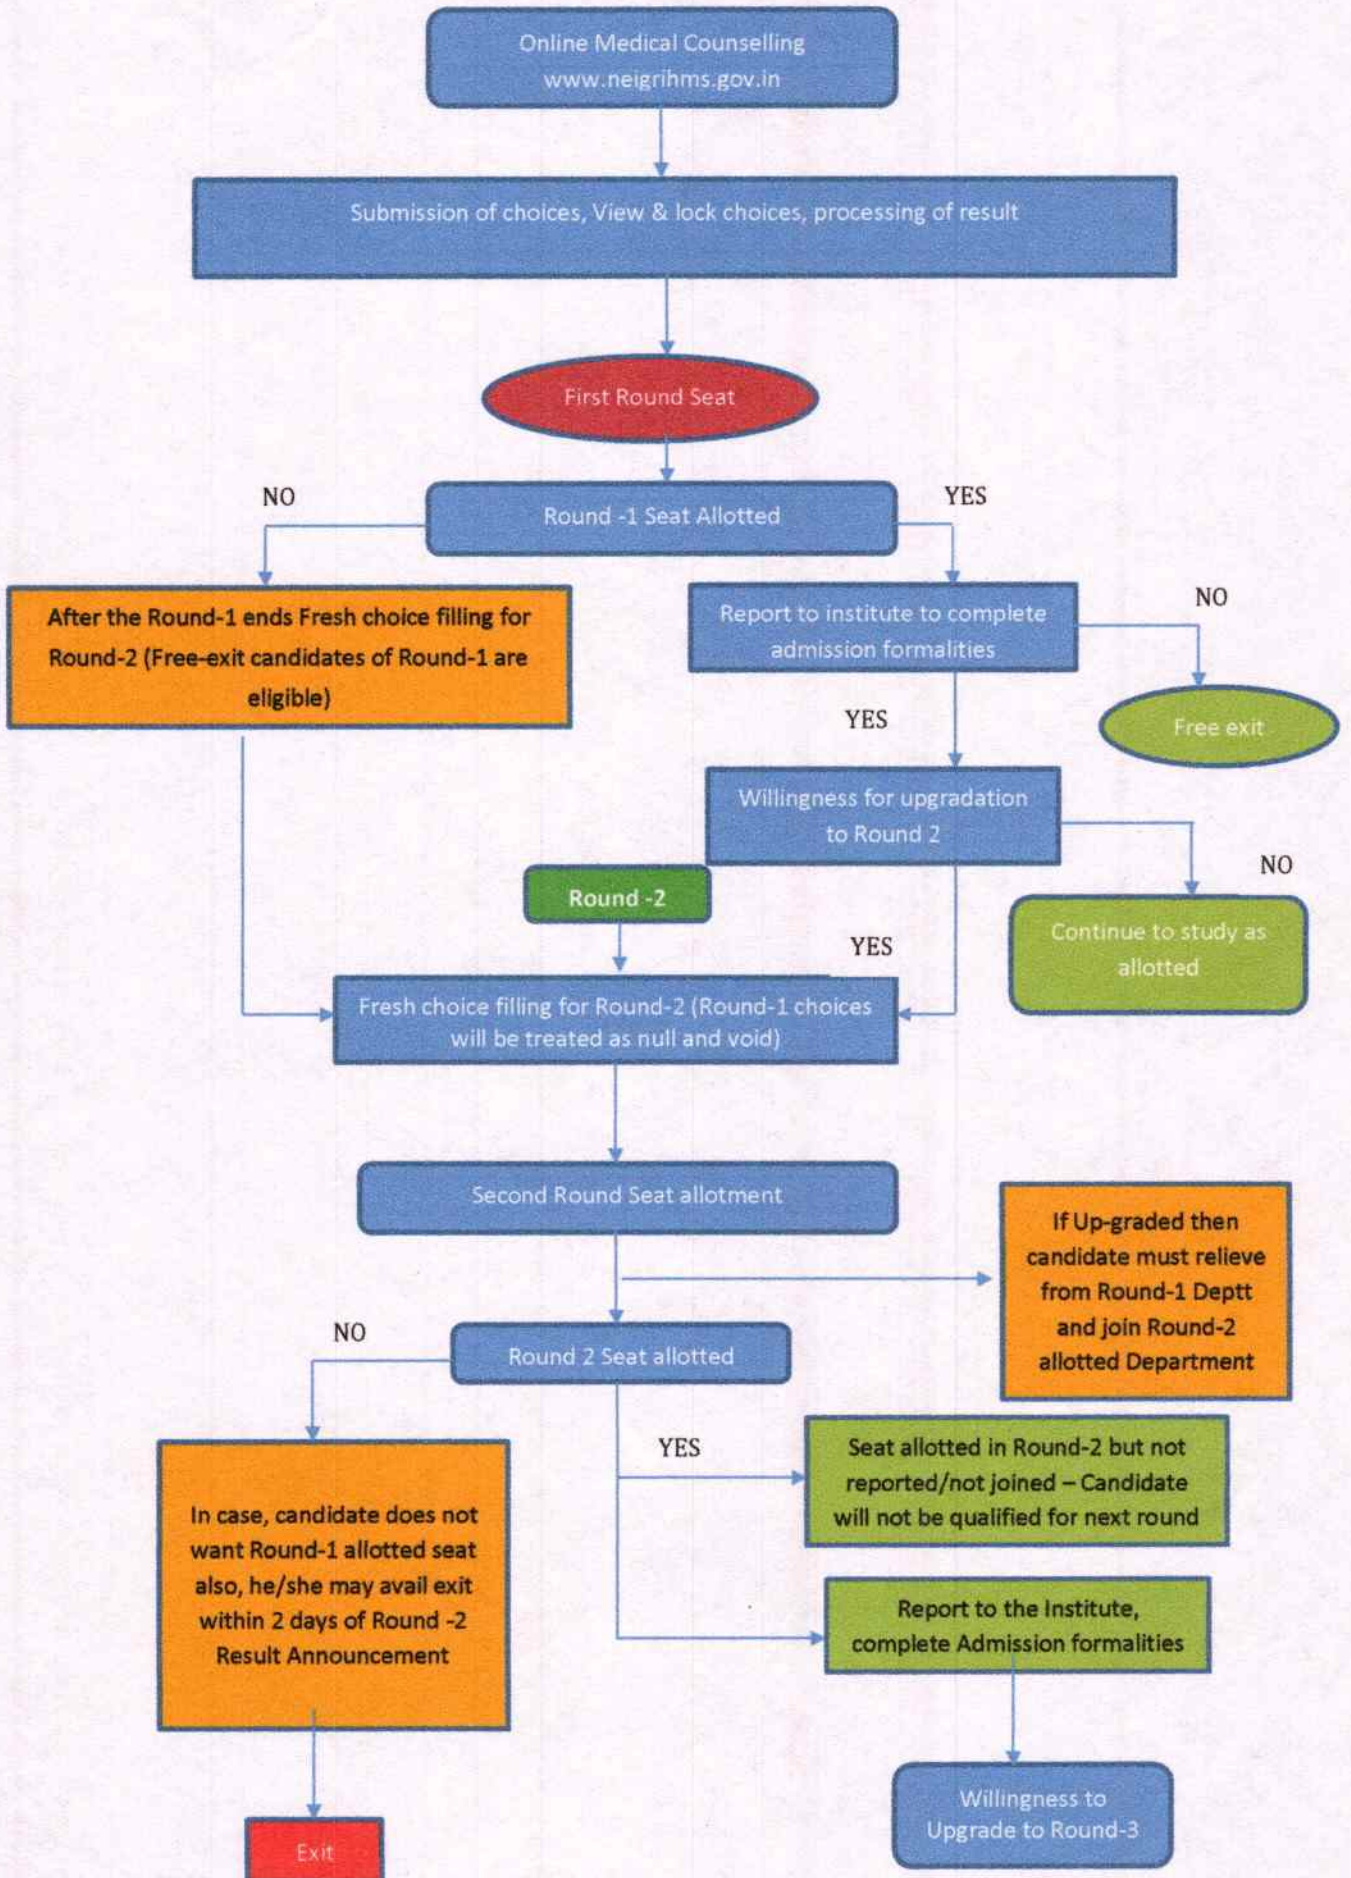 Online Medical Counselling
www.neigrihms.gov.in
Submission of choices, View & lock choices, processing of result
First Round Seat
NO
YES
Round -1 Seat Allotted
After the Round-1 ends Fresh choice filling for
Round-2 (Free-exit candidates of Round-1 are
eligible)
Report to institute to complete
admission formalities
NO
YES
Free exit
Willingness for upgradation
to Round 2
NO
Round -2
YES
Continue to study as
allotted
Fresh choice filling for Round-2 (Round-1 choices
will be treated as null and void)
Second Round Seat allotment
If Up-graded then
candidate must relieve
from Round-1 Deptt
and join Round-2
allotted Department
NO
Round 2 Seat allotted
YES
Seat allotted in Round-2 but not
reported/not joined – Candidate
will not be qualified for next round
In case, candidate does not
want Round-1 allotted seat
also, he/she may avail exit
within 2 days of Round -2
Result Announcement
Report to the Institute,
complete Admission formalities
Willingness to
Upgrade to Round-3
Exit